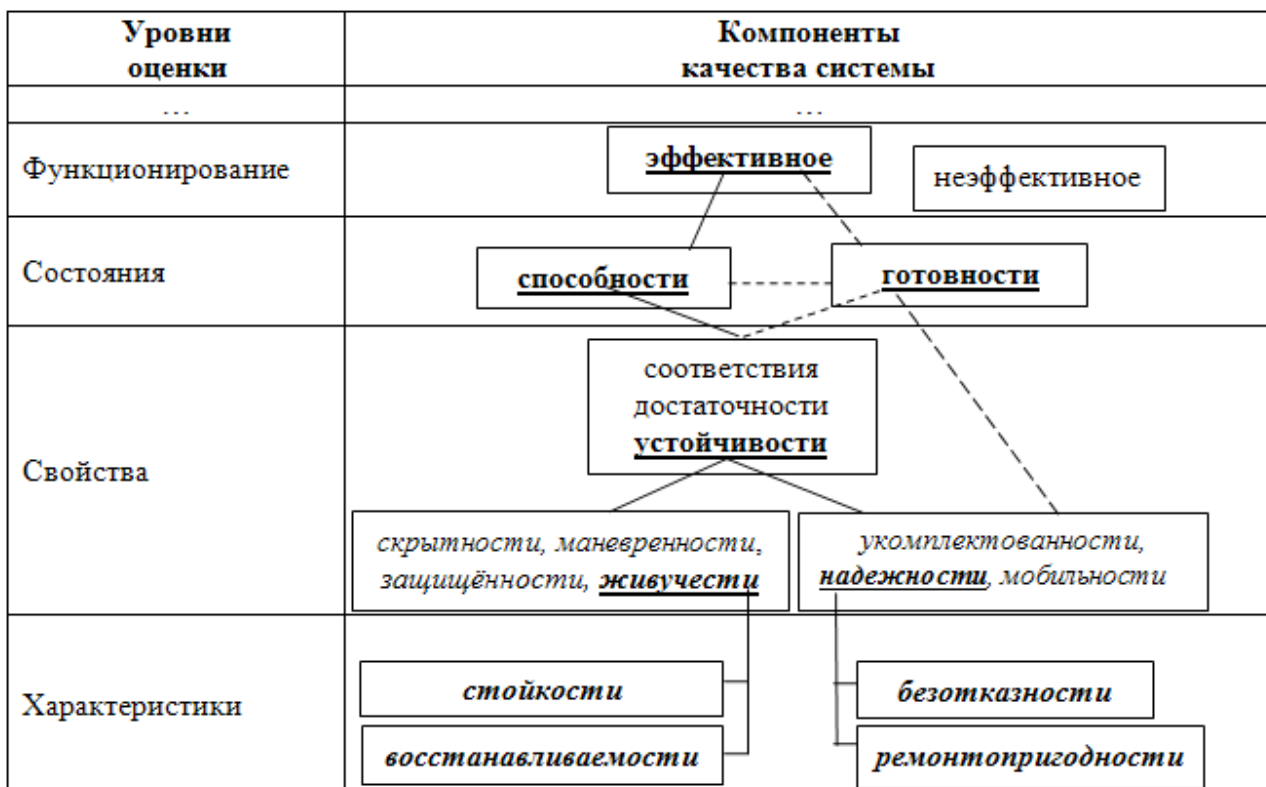 Уровни
оценки
Компоненты
качества системы
...
...
Функционирование
эффективное
неэффективное
Состояния
способности
готовности
Свойства
соответствия
достаточности
устойчивости
скрытности, маневренности,
защищённости, живучести
укомплектованности,
надежности, мобильности
Характеристики
стойкости
безотказности
восстанавливаемости
ремонтопригодности